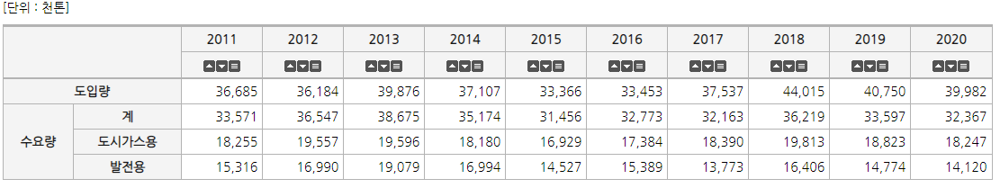 [단위 : 천톤]
2011 2012 2013 2014 2015 2016 2017 2018 2019 2020
도입량 36,685 36,184 39,876 37,107 33,366 33,453 37,537 44,015 40,750 39,982
계 33,571 36,547 38,675 35,174 31,456 32,773 32,163 36,219 33,597 32,367
수요량 도시가스용 18,255 19,557 19,596 18,180 16,929 17,384 18,390 19,813 18,823 18,247
발전용 15,316 16,990 19,079 16,994 14,527 15,389 13,773 16,406 14,774 14,120